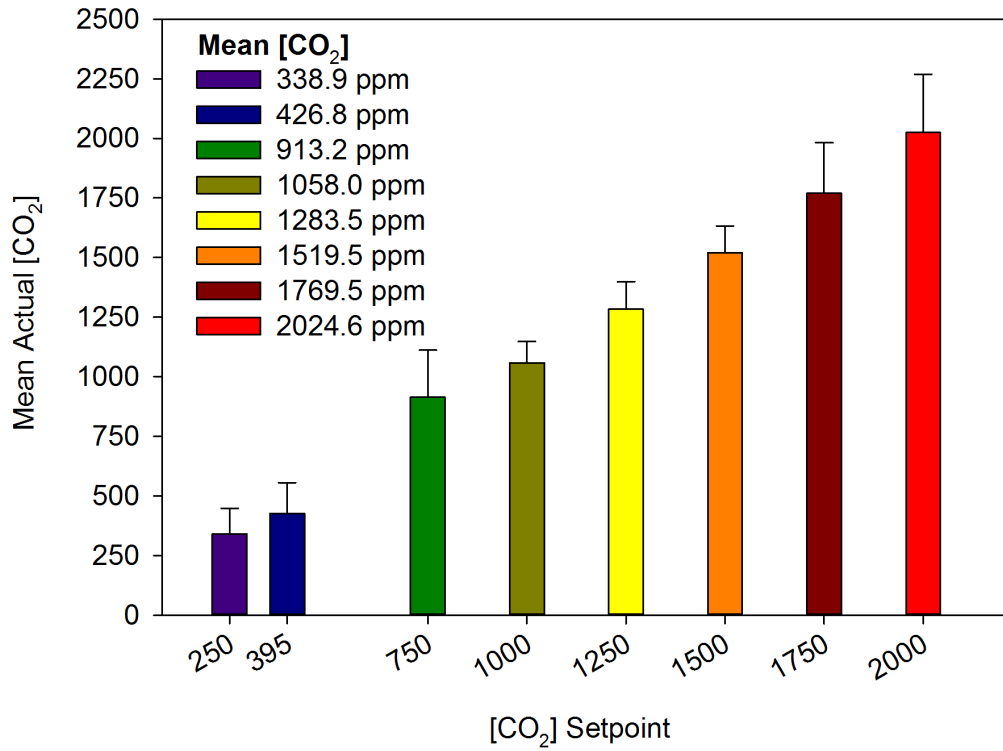 2500
2250
2000
1750
1500
1250
1000
750
500
250
0
Mean Actual [CO₂]
Mean [CO₂]
338.9 ppm
426.8 ppm
913.2 ppm
1058.0 ppm
1283.5 ppm
1519.5 ppm
1769.5 ppm
2024.6 ppm
250
395
750
1000
1250
1500
1750
2000
[CO₂] Setpoint